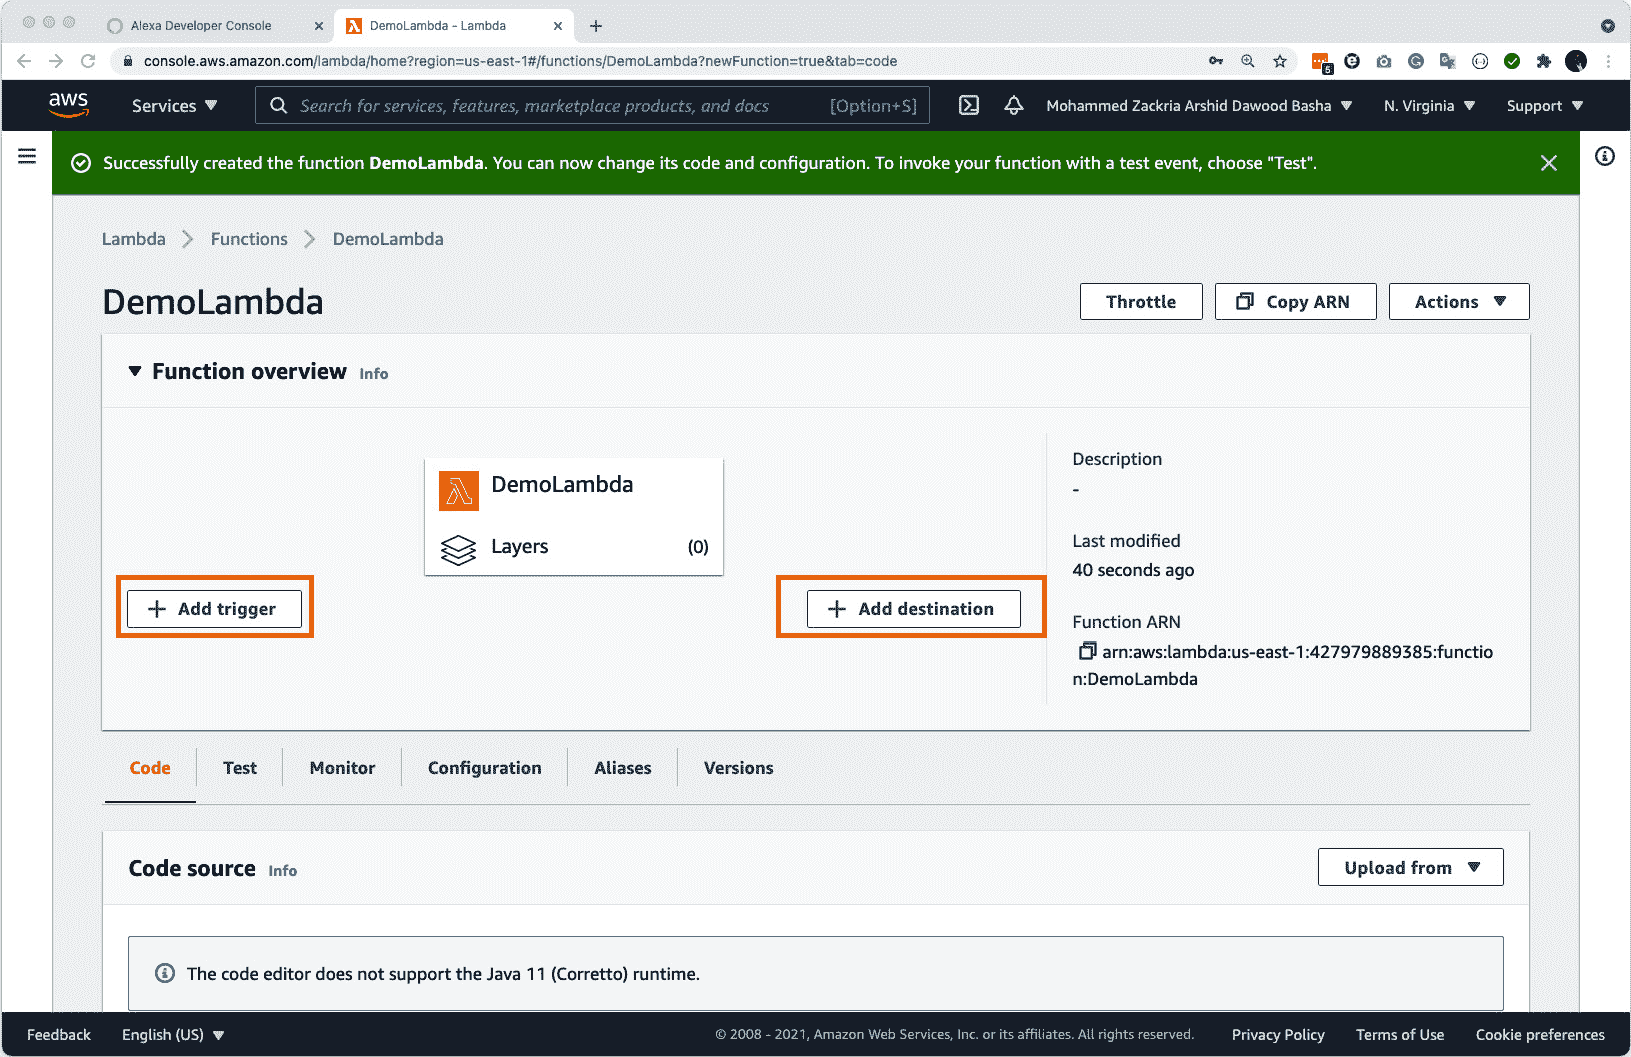 Alexa Developer Console
DemoLambda - Lambda
console.aws.amazon.com/lambda/home?region=us-east-1#/functions/DemoLambda?newFunction=true&tab=code
5
aws
Services
Search for services, features, marketplace products, and docs
[Option+S]
Mohammed Zackria Arshid Dawood Basha
N. Virginia
Support
Successfully created the function DemoLambda. You can now change its code and configuration. To invoke your function with a test event, choose "Test".
Lambda
Functions
DemoLambda
DemoLambda
Throttle
Copy ARN
Actions
Function overview Info
DemoLambda
Layers
(0)
Add trigger
Add destination
Description
-
Last modified
40 seconds ago
Function ARN
arn:aws:lambda:us-east-1:427979889385:functio
n:DemoLambda
Code
Test
Monitor
Configuration
Aliases
Versions
Code source Info
Upload from
The code editor does not support the Java 11 (Corretto) runtime.
Feedback
English (US)
© 2008 - 2021, Amazon Web Services, Inc. or its affiliates. All rights reserved.
Privacy Policy
Terms of Use
Cookie preferences